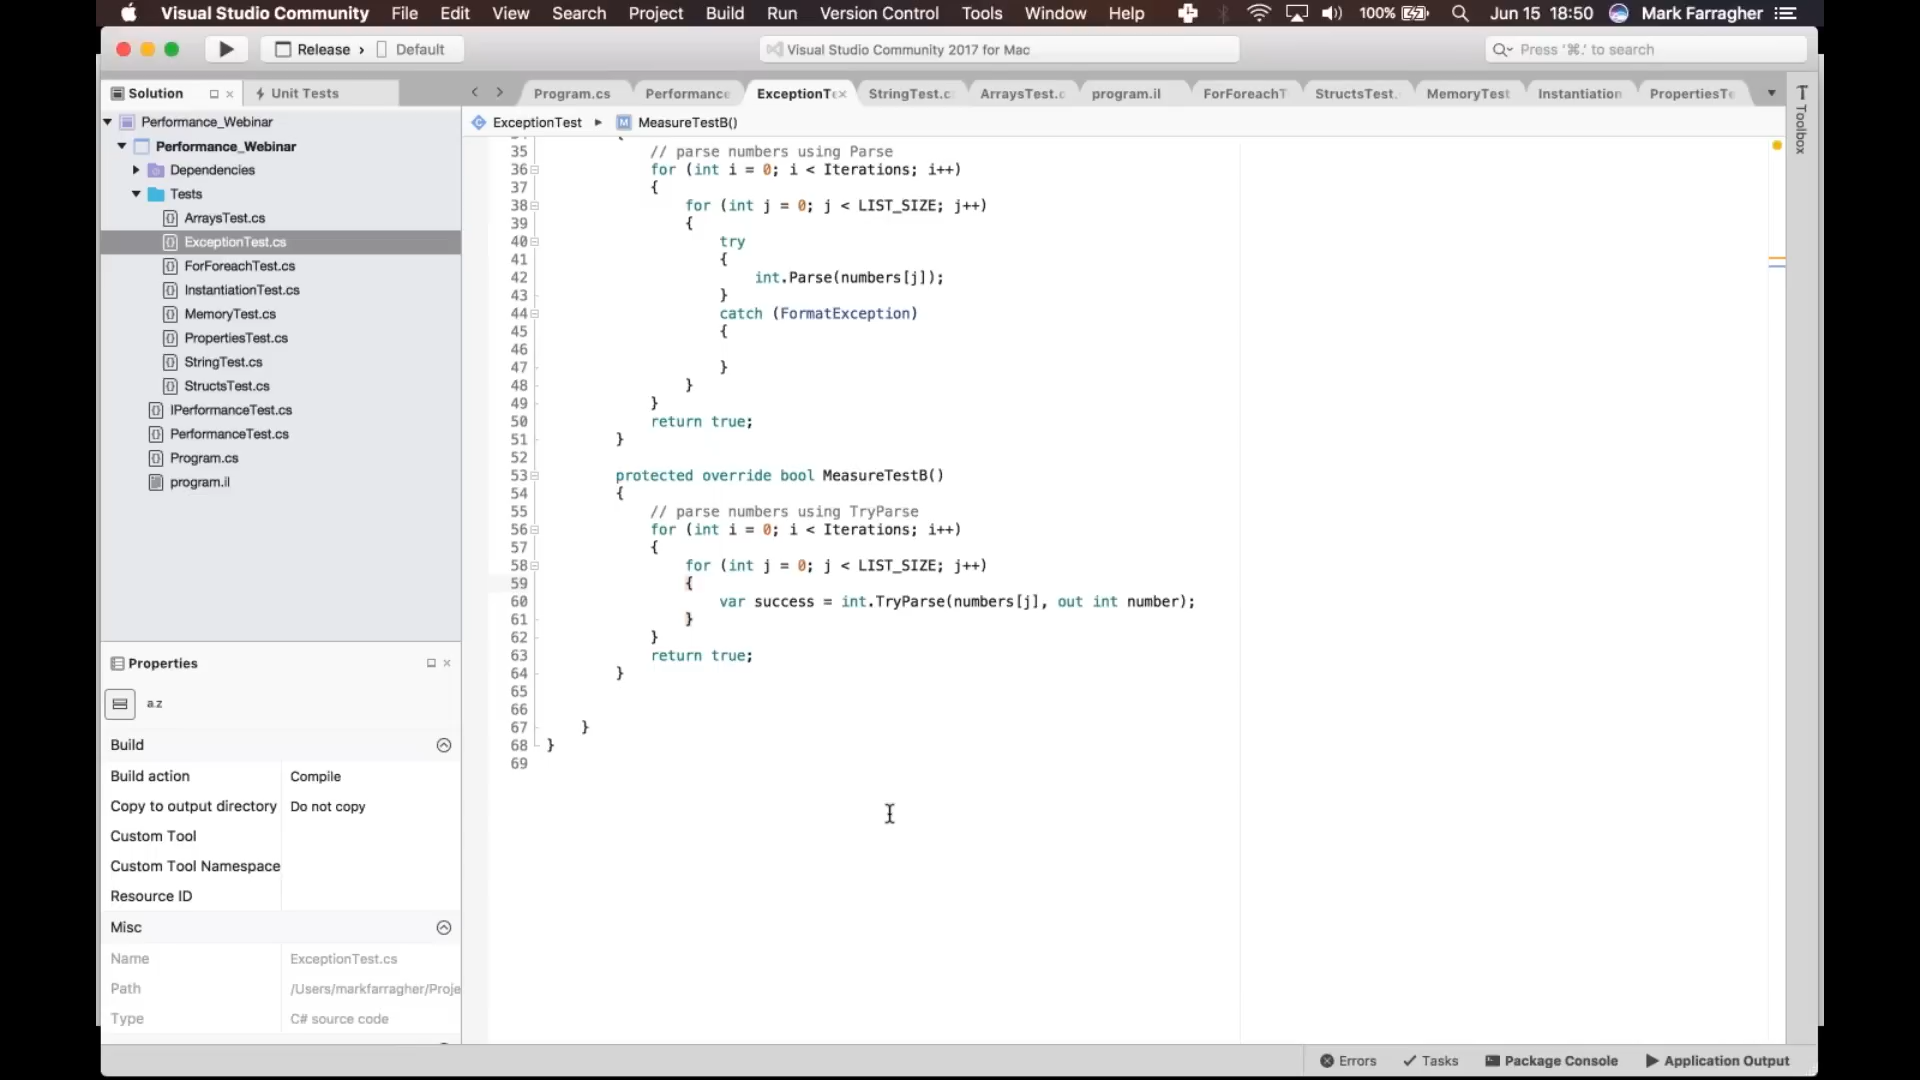 Visual Studio Community File Edit View Search Project Build Run Version Control Tools Window Help 100% Jun 15 18:50 Mark Farragher
Release › Default
Visual Studio Community 2017 for Mac
Press '⌘.' to search
Solution
Unit Tests
Program.cs
Performance
ExceptionTe
StringTest.c
ArraysTest.c
program.il
ForForeachT
StructsTest.
MemoryTest
Instantiation
PropertiesTe
Toolbox
Performance_Webinar
Performance_Webinar
Dependencies
Tests
ArraysTest.cs
ExceptionTest.cs
ForForeachTest.cs
InstantiationTest.cs
MemoryTest.cs
PropertiesTest.cs
StringTest.cs
StructsTest.cs
IPerformanceTest.cs
PerformanceTest.cs
Program.cs
program.il
ExceptionTest ▸ M MeasureTestB()
35 // parse numbers using Parse
36 for (int i = 0; i < Iterations; i++)
37 {
38 for (int j = 0; j < LIST_SIZE; j++)
39 {
40 try
41 {
42 int.Parse(numbers[j]);
43 }
44 catch (FormatException)
45 {
46
47 }
48 }
49 }
50 return true;
51 }
52
53 protected override bool MeasureTestB()
54 {
55 // parse numbers using TryParse
56 for (int i = 0; i < Iterations; i++)
57 {
58 for (int j = 0; j < LIST_SIZE; j++)
59 {
60 var success = int.TryParse(numbers[j], out int number);
61 }
62 }
63 return true;
64 }
65
66
67 }
68 }
69
Properties
a.z
Build
Build action Compile
Copy to output directory Do not copy
Custom Tool
Custom Tool Namespace
Resource ID
Misc
Name ExceptionTest.cs
Path /Users/markfarragher/Proje
Type C# source code
Errors Tasks Package Console Application Output